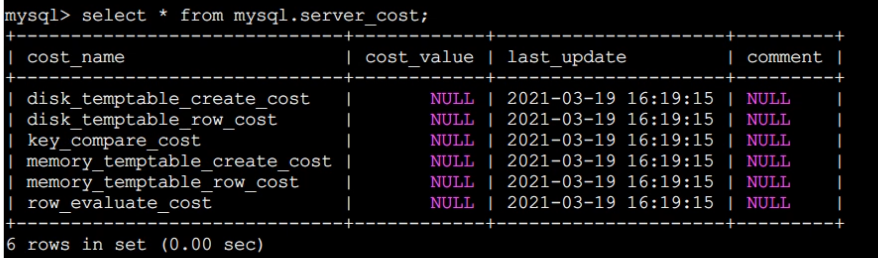 mysql> select * from mysql.server_cost;
+------------------------------+------------+---------------------+---------+
| cost_name                    | cost_value | last_update         | comment |
+------------------------------+------------+---------------------+---------+
| disk_temptable_create_cost   |       NULL | 2021-03-19 16:19:15 | NULL    |
| disk_temptable_row_cost      |       NULL | 2021-03-19 16:19:15 | NULL    |
| key_compare_cost             |       NULL | 2021-03-19 16:19:15 | NULL    |
| memory_temptable_create_cost |       NULL | 2021-03-19 16:19:15 | NULL    |
| memory_temptable_row_cost    |       NULL | 2021-03-19 16:19:15 | NULL    |
| row_evaluate_cost            |       NULL | 2021-03-19 16:19:15 | NULL    |
+------------------------------+------------+---------------------+---------+
6 rows in set (0.00 sec)